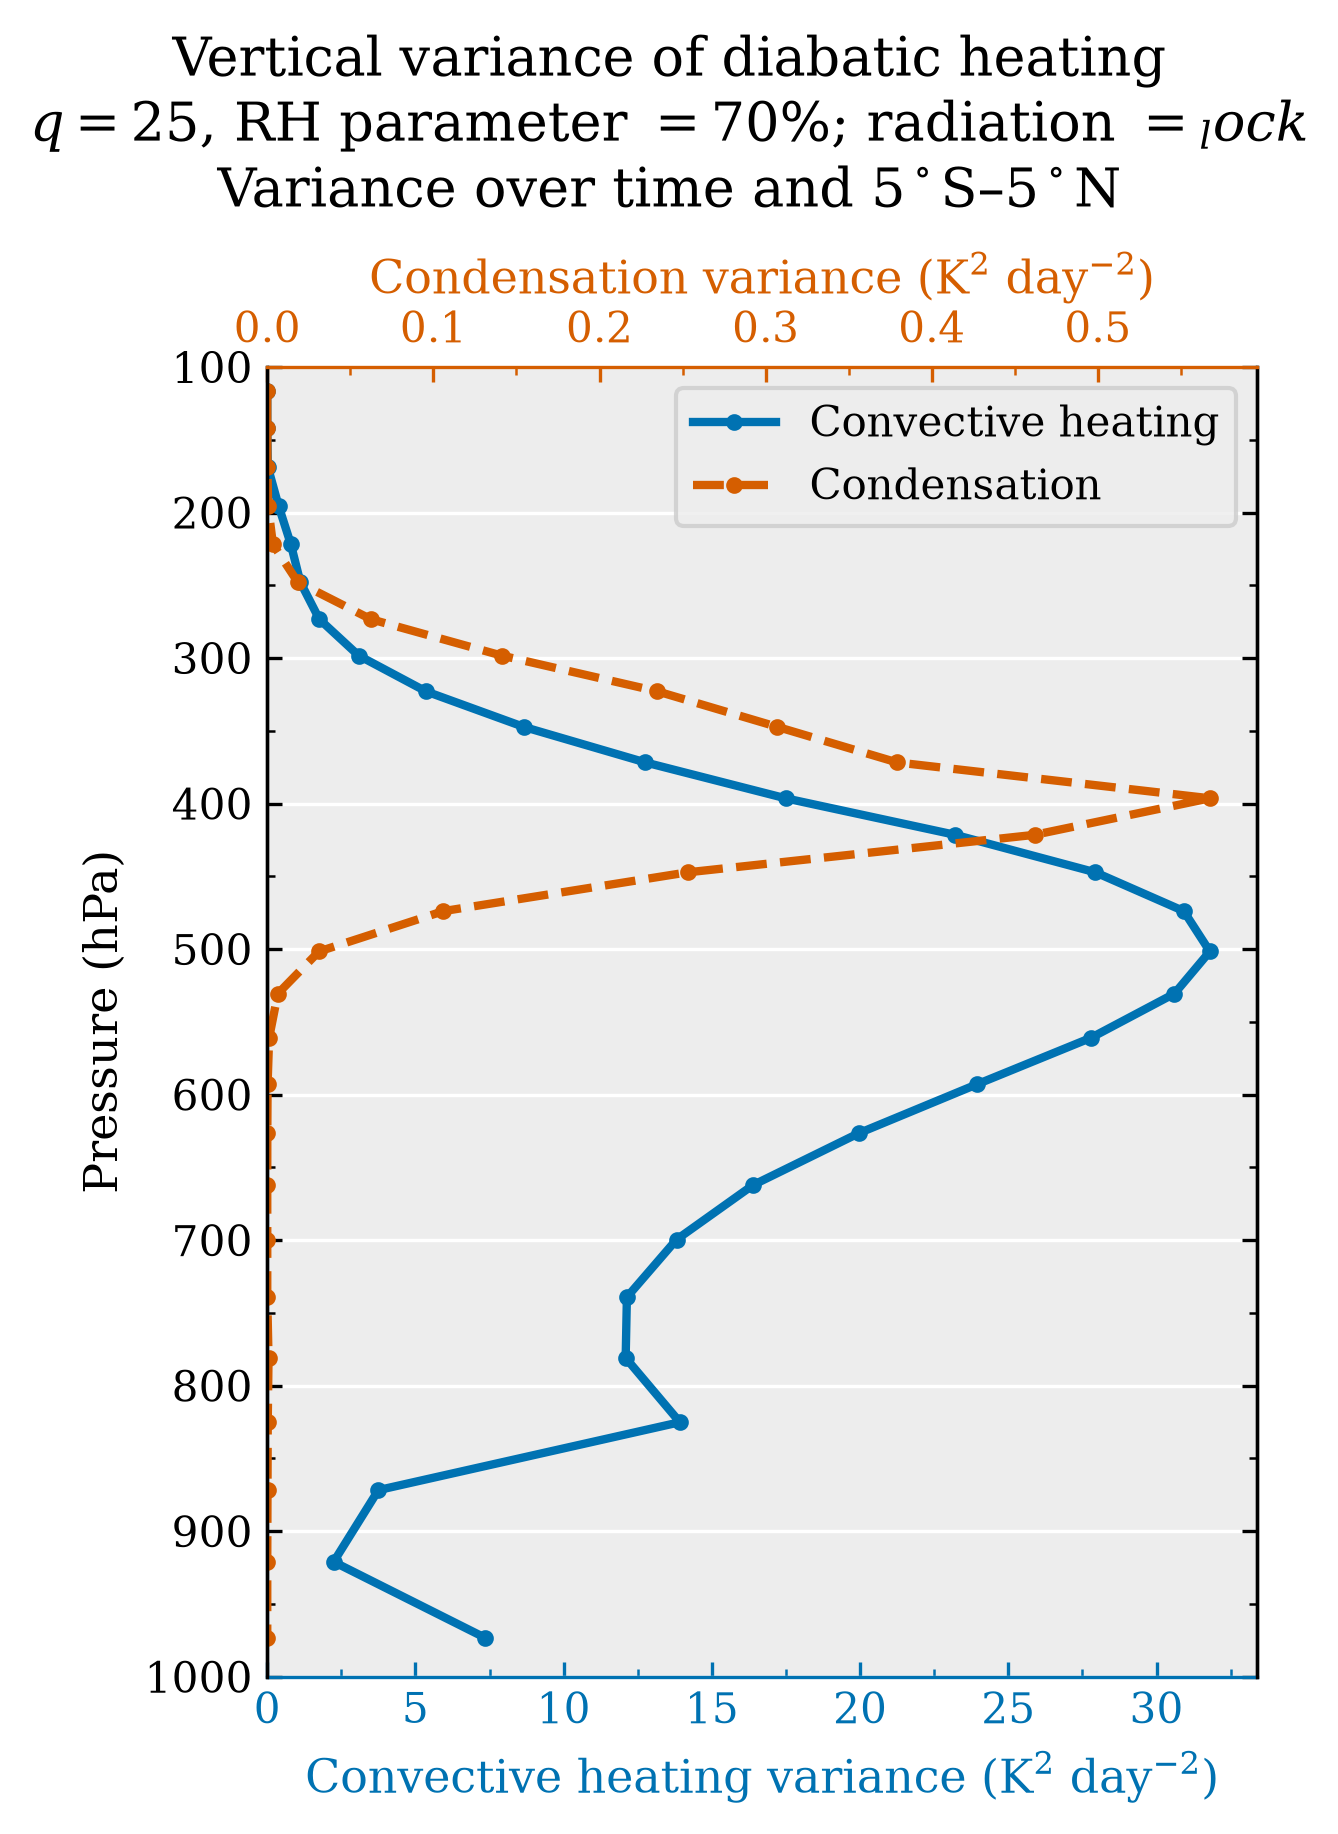 Vertical variance of diabatic heating
q = 25, RH parameter = 70%; radiation = ₗock
Variance over time and 5°S–5°N
Condensation variance (K² day⁻²)
0.0 0.1 0.2 0.3 0.4 0.5
Convective heating
Condensation
100
200
300
400
500
600
700
800
900
1000
Pressure (hPa)
0 5 10 15 20 25 30
Convective heating variance (K² day⁻²)